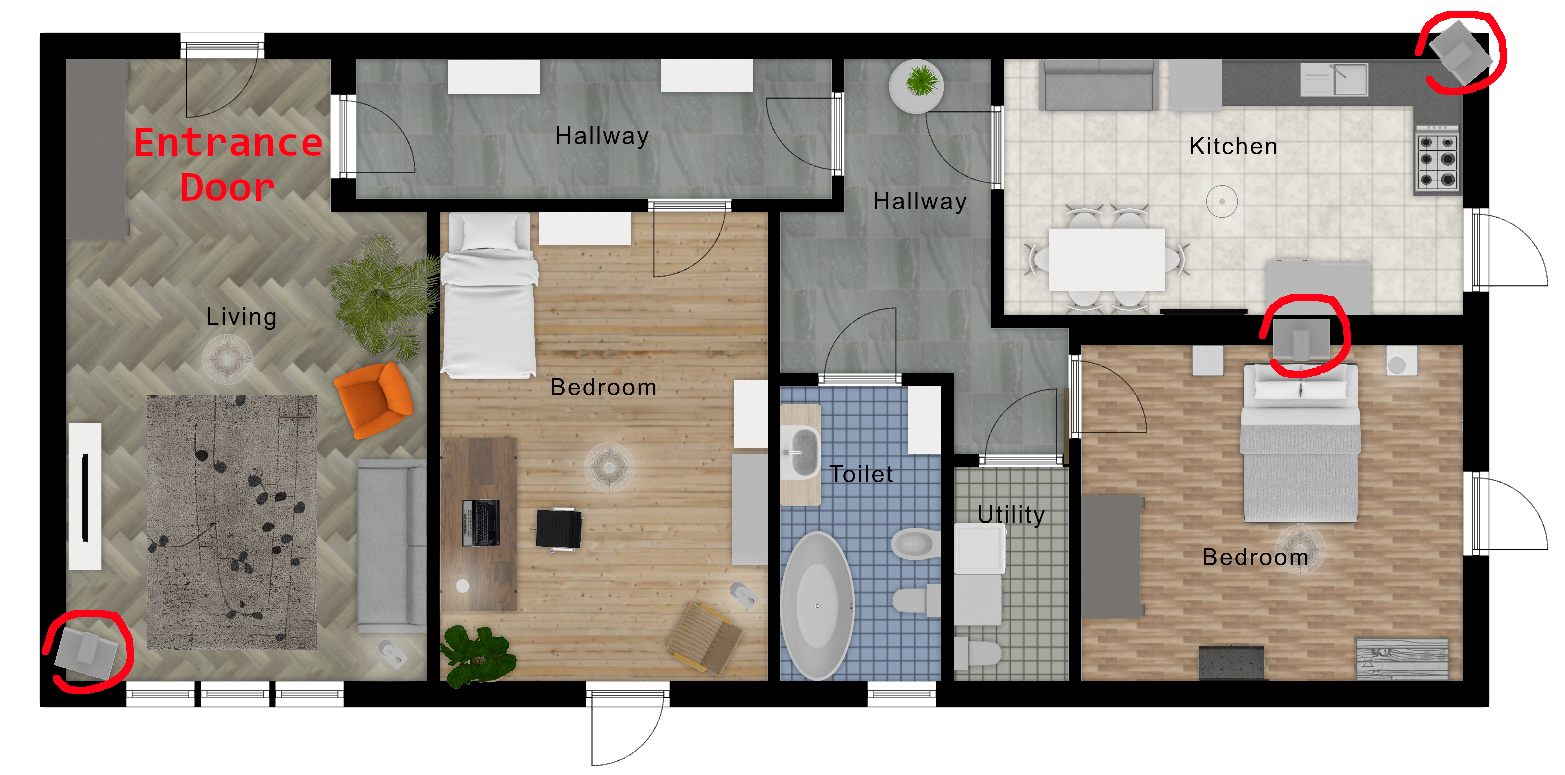 Entrance
Door
Hallway
Hallway
Kitchen
Living
Bedroom
Toilet
Utility
Bedroom